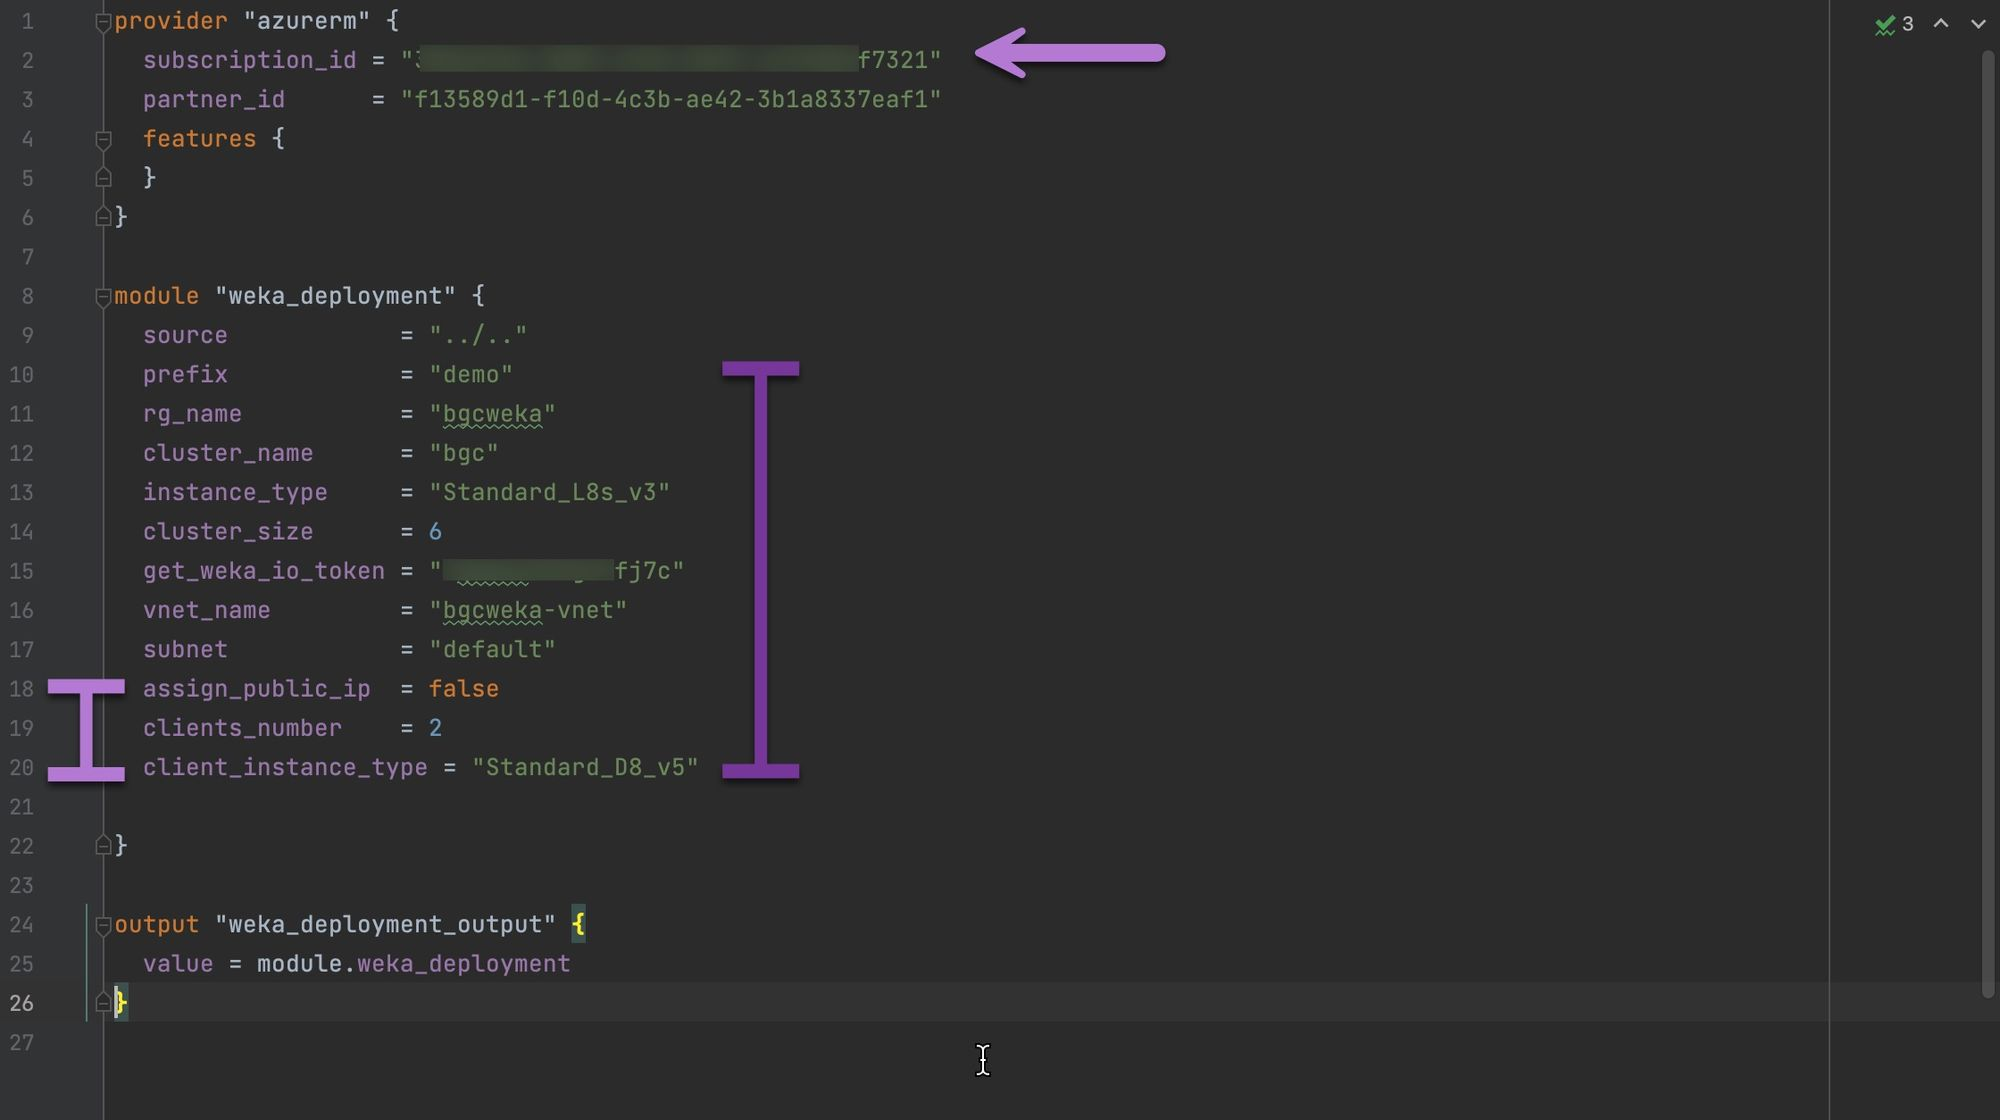 1 provider "azurerm" {
2 subscription_id = "f7321"
3 partner_id = "f13589d1-f10d-4c3b-ae42-3b1a8337eaf1"
4 features {
5 }
6 }
7
8 module "weka_deployment" {
9 source = "../.."
10 prefix = "demo"
11 rg_name = "bgcweka"
12 cluster_name = "bgc"
13 instance_type = "Standard_L8s_v3"
14 cluster_size = 6
15 get_weka_io_token = "fj7c"
16 vnet_name = "bgcweka-vnet"
17 subnet = "default"
18 assign_public_ip = false
19 clients_number = 2
20 client_instance_type = "Standard_D8_v5"
21
22 }
23
24 output "weka_deployment_output" {
25 value = module.weka_deployment
26 }
27
3